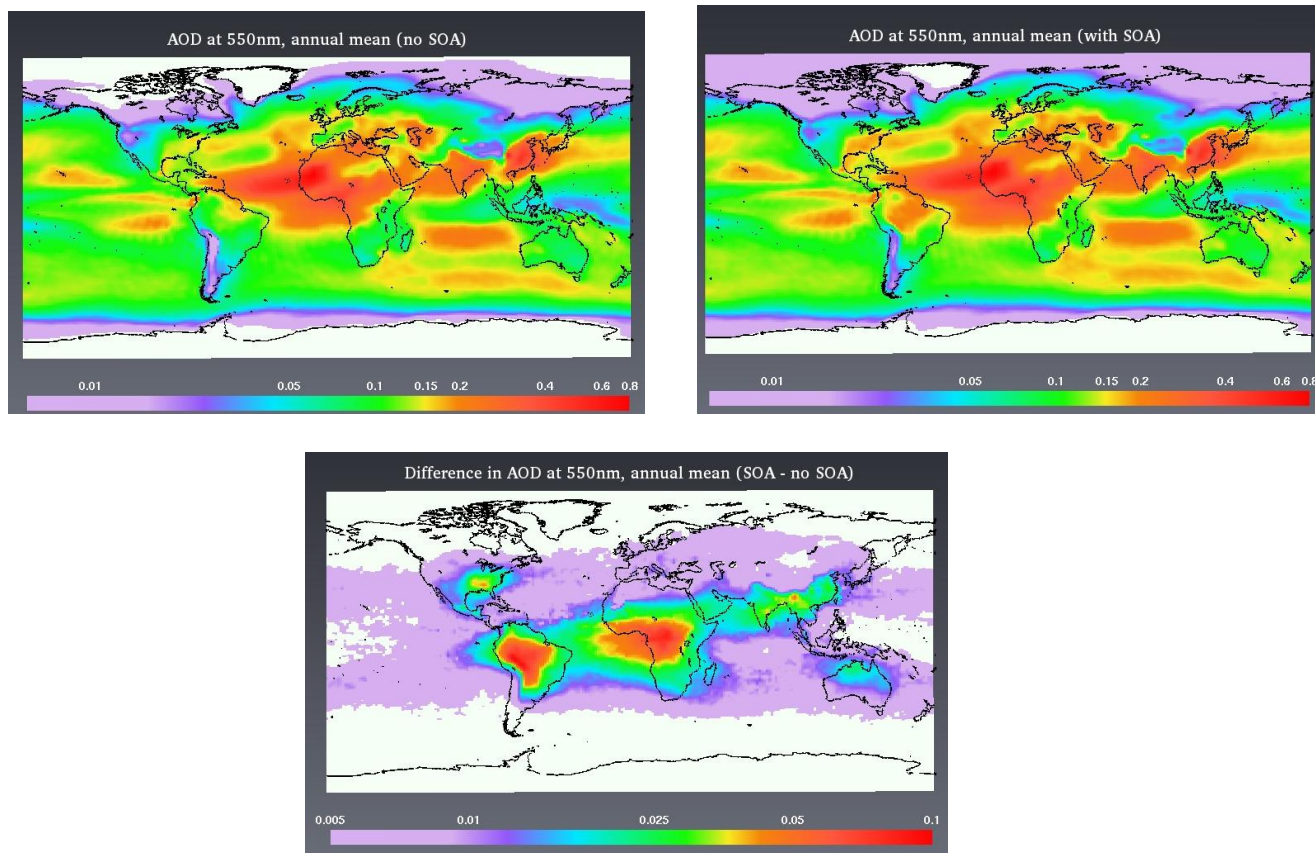 AOD at 550nm, annual mean (no SOA)
0.01 0.05 0.1 0.15 0.2 0.4 0.6 0.8
AOD at 550nm, annual mean (with SOA)
0.01 0.05 0.1 0.15 0.2 0.4 0.6 0.8
Difference in AOD at 550nm, annual mean (SOA - no SOA)
0.005 0.01 0.025 0.05 0.1